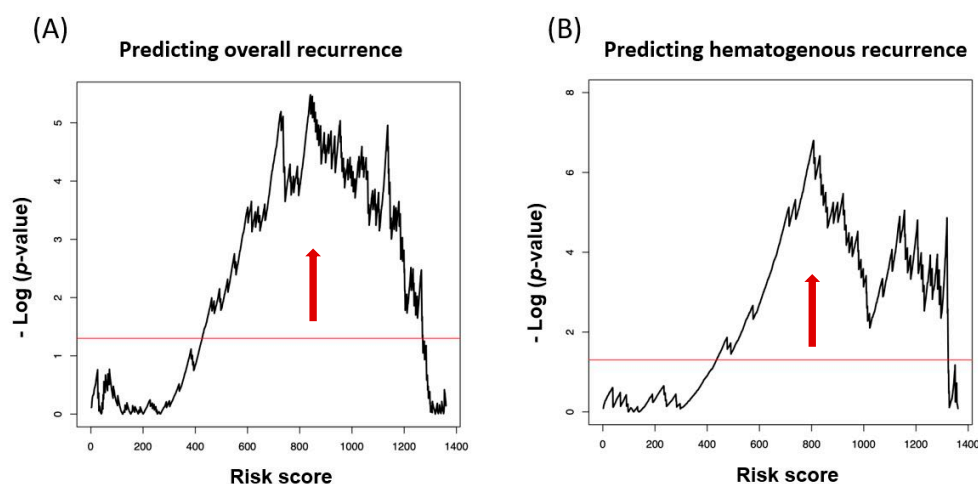 (A)
Predicting overall recurrence
- Log (p-value)
5
4
3
2
1
0
0 200 400 600 800 1000 1200 1400
Risk score
(B)
Predicting hematogenous recurrence
- Log (p-value)
8
6
4
2
0
0 200 400 600 800 1000 1200 1400
Risk score